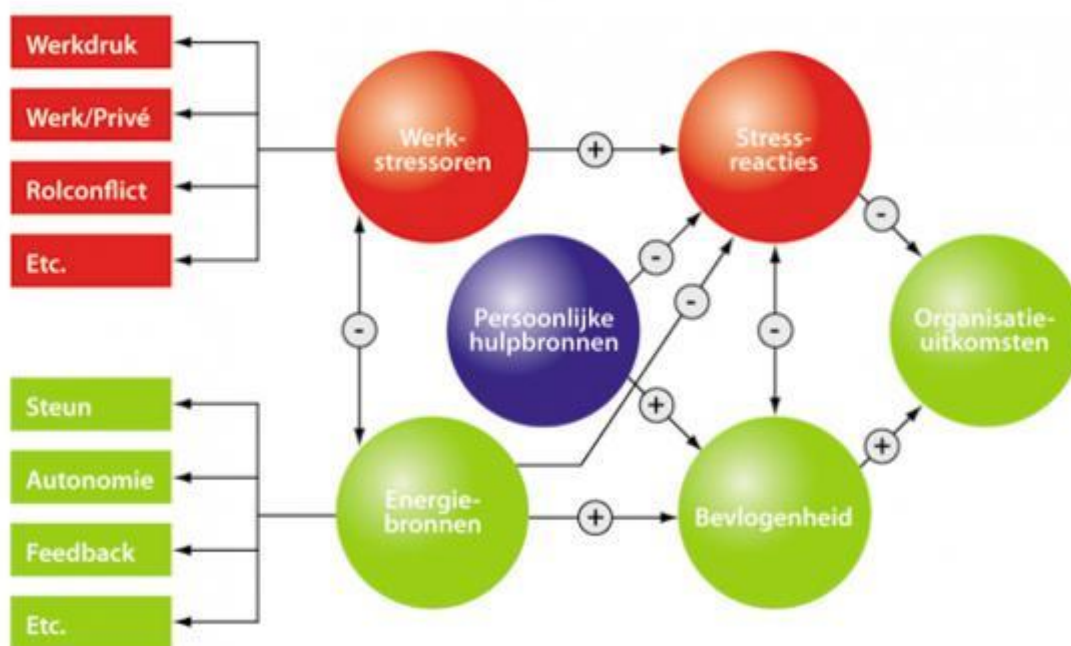 Werkdruk
Werk/Privé
Rolconflict
Etc.
Werk-
stressoren
+
Stress-
reacties
-
-
-
-
-
Persoonlijke
hulpbronnen
Organisatie-
uitkomsten
+
+
Steun
Autonomie
Feedback
Etc.
Energie-
bronnen
+
Bevlogenheid